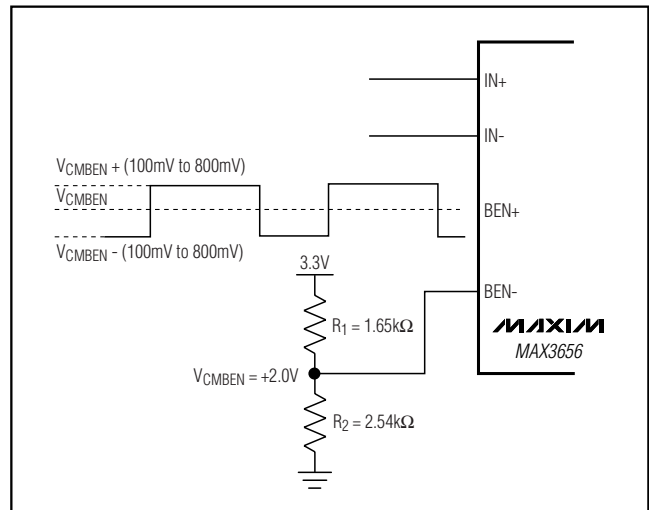 IN+
IN-
VCMBEN + (100mV to 800mV)
VCMBEN
BEN+
VCMBEN - (100mV to 800mV)
3.3V
BEN-
R1 = 1.65kΩ
MAXIM
MAX3656
VCMBEN = +2.0V
R2 = 2.54kΩ